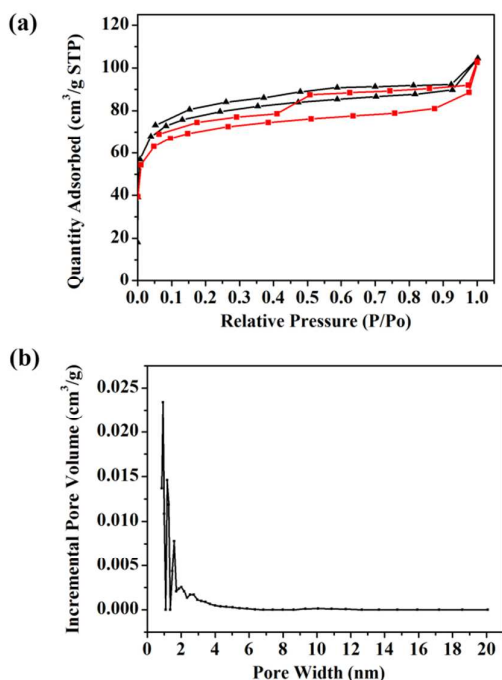 (a)
Quantity Adsorbed (cm³/g STP)
120
100
80
60
40
20
0
0.0 0.1 0.2 0.3 0.4 0.5 0.6 0.7 0.8 0.9 1.0
Relative Pressure (P/Po)
(b)
Incremental Pore Volume (cm³/g)
0.025
0.020
0.015
0.010
0.005
0.000
0 2 4 6 8 10 12 14 16 18 20
Pore Width (nm)